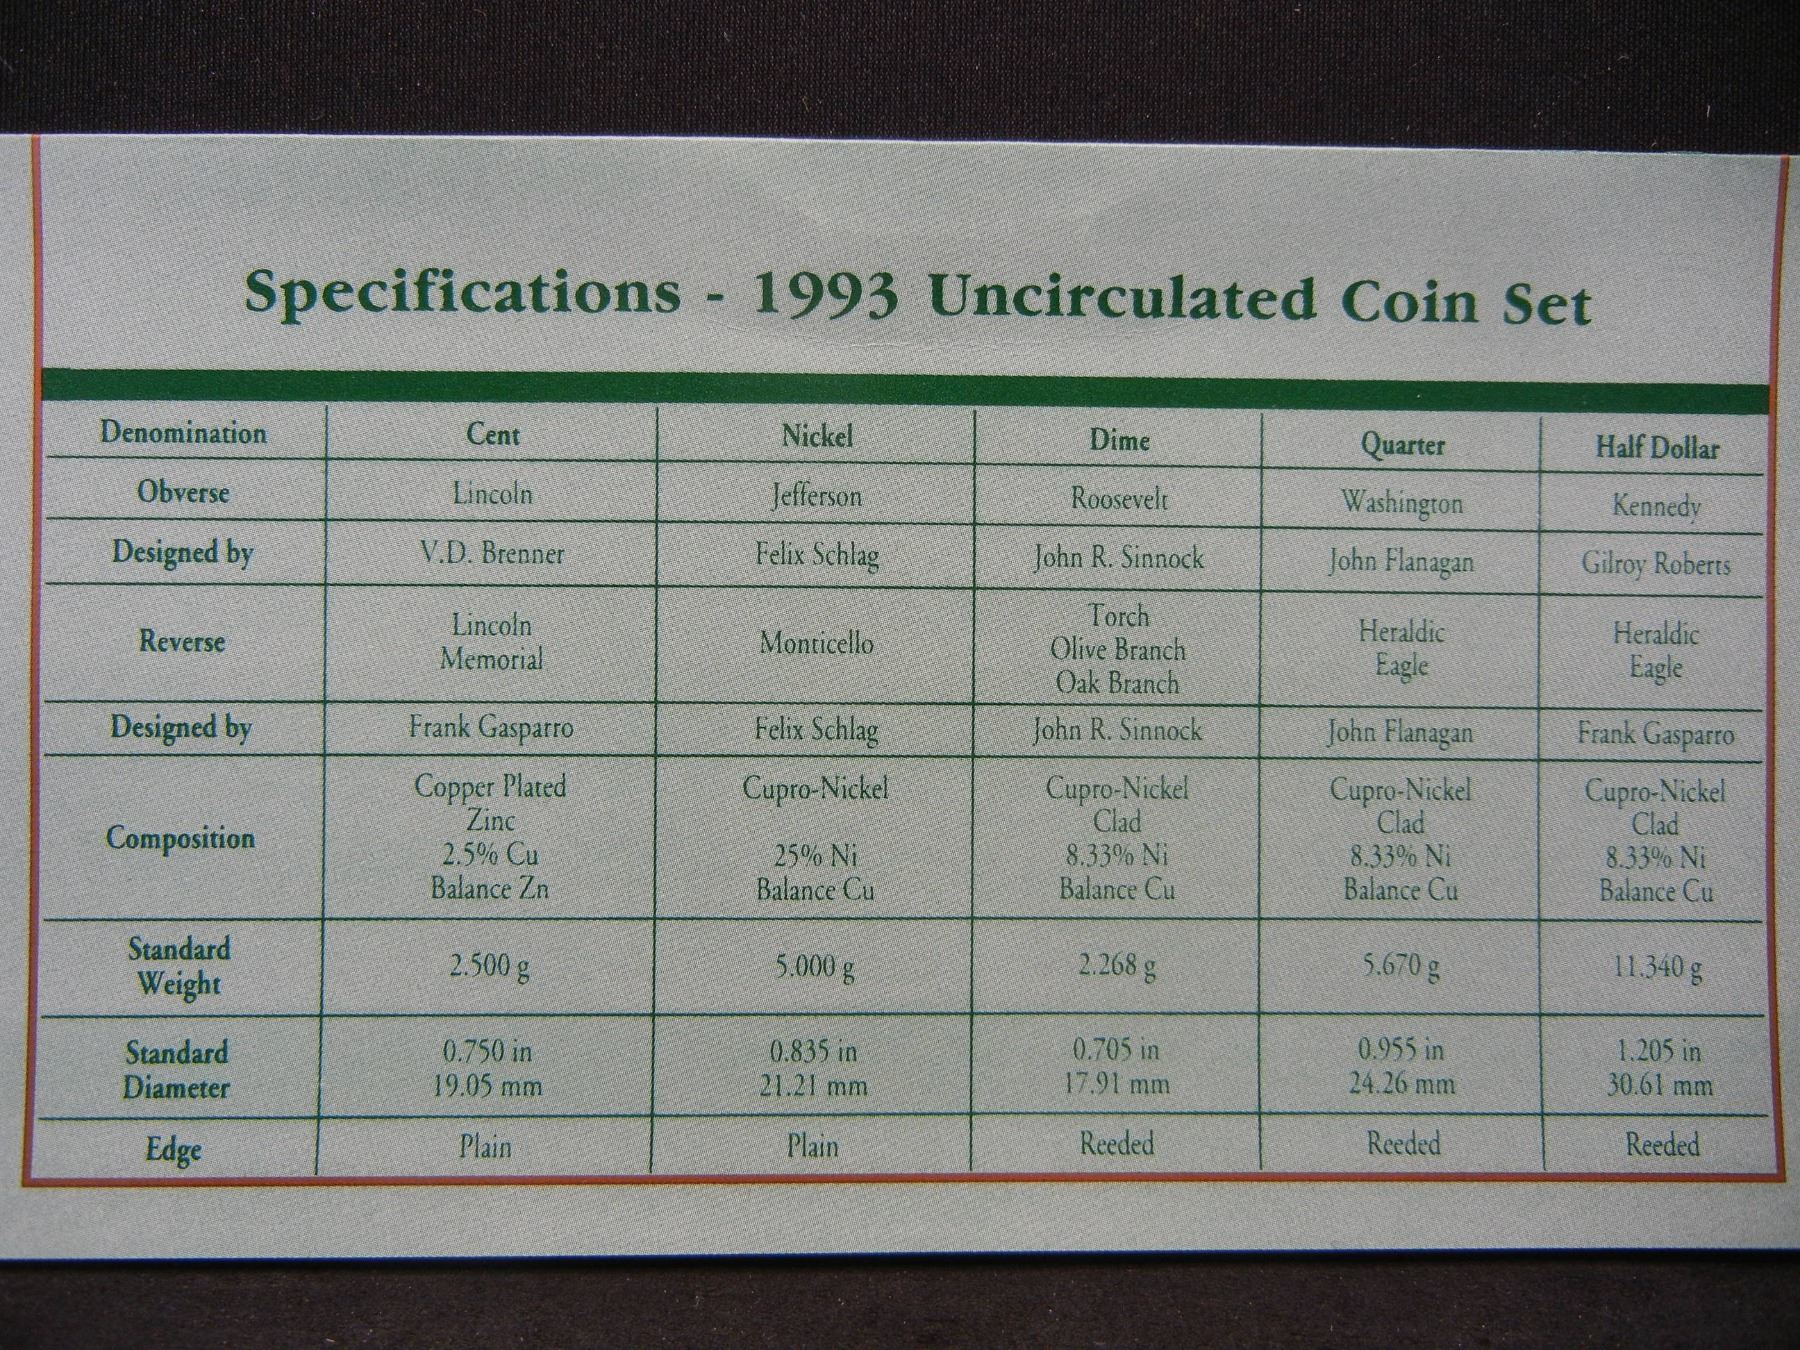 Specifications - 1993 Uncirculated Coin Set
Denomination Cent Nickel Dime Quarter Half Dollar
Obverse Lincoln Jefferson Roosevelt Washington Kennedy
Designed by V.D. Brenner Felix Schlag John R. Sinnock John Flanagan Gilroy Roberts
Reverse
Lincoln
Memorial
Monticello
Torch
Olive Branch
Oak Branch
Heraldic
Eagle
Heraldic
Eagle
Designed by Frank Gasparro Felix Schlag John R. Sinnock John Flanagan Frank Gasparro
Composition
Copper Plated
Zinc
2.5% Cu
Balance Zn
Cupro-Nickel
25% Ni
Balance Cu
Cupro-Nickel
Clad
8.33% Ni
Balance Cu
Cupro-Nickel
Clad
8.33% Ni
Balance Cu
Cupro-Nickel
Clad
8.33% Ni
Balance Cu
Standard
Weight
2.500 g 5.000 g 2.268 g 5.670 g 11.340 g
Standard
Diameter
0.750 in
19.05 mm
0.835 in
21.21 mm
0.705 in
17.91 mm
0.955 in
24.26 mm
1.205 in
30.61 mm
Edge Plain Plain Reeded Reeded Reeded